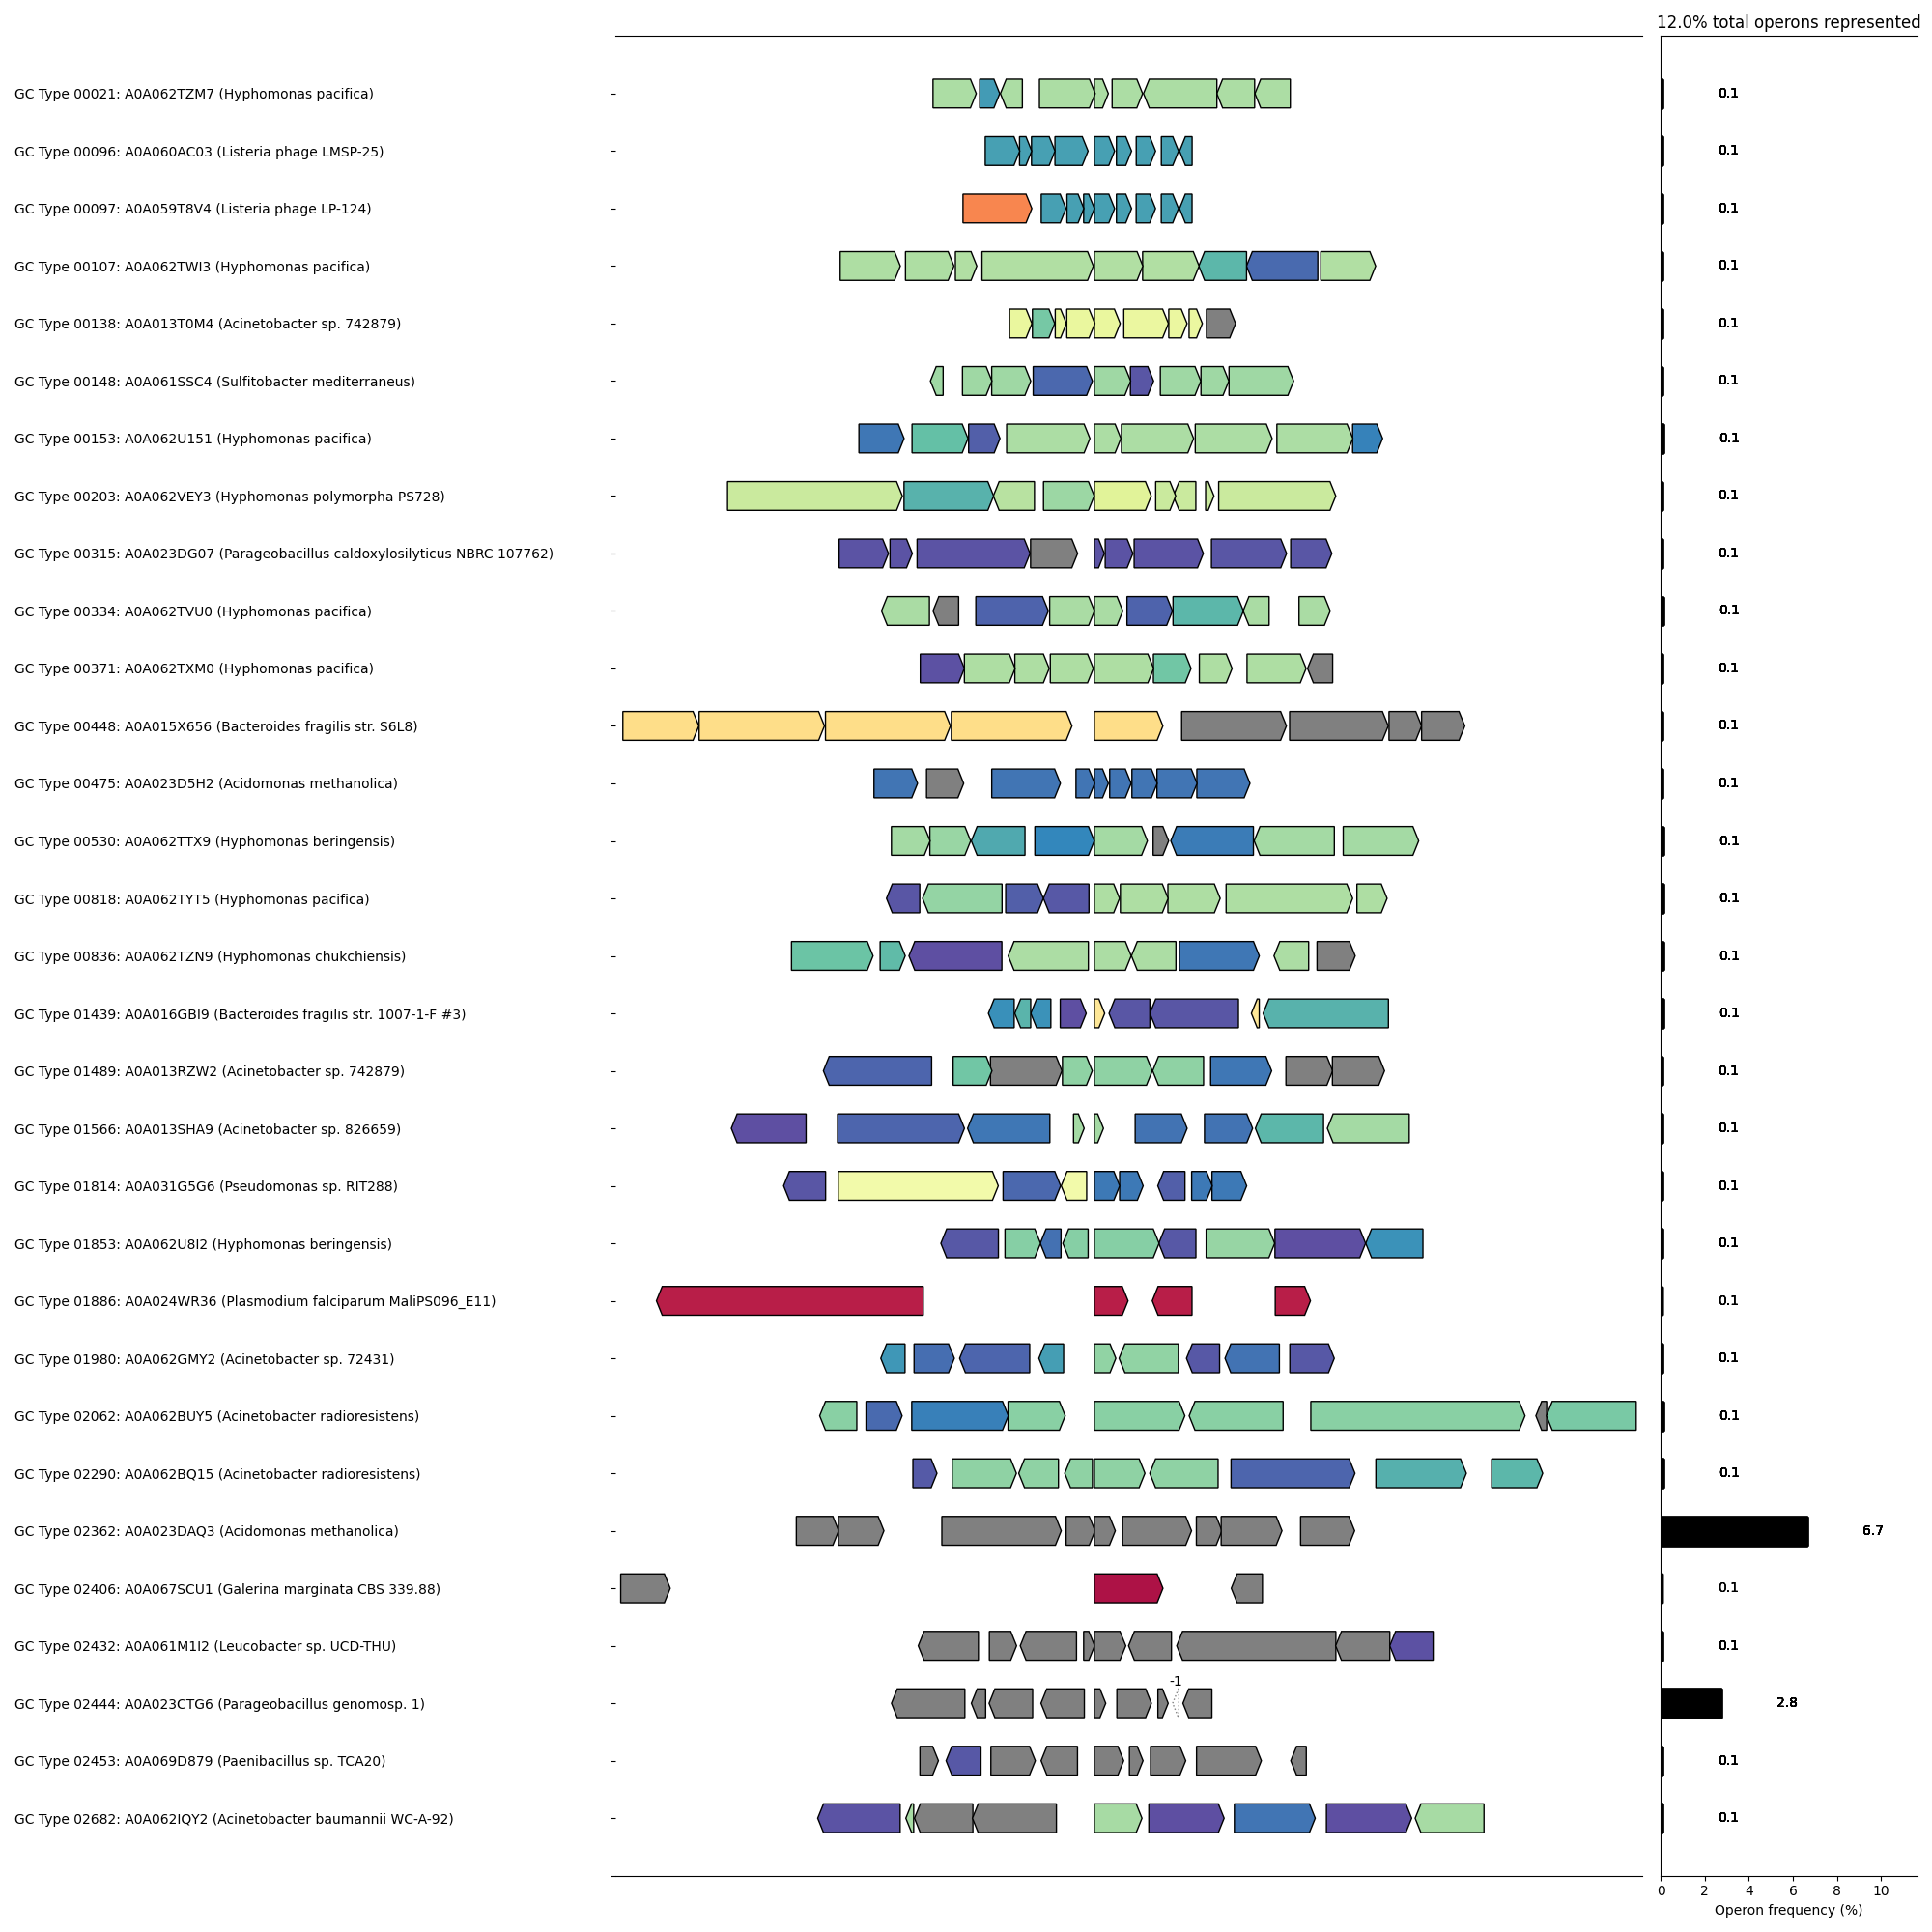 12.0% total operons represented
GC Type 00021: A0A062TZM7 (Hyphomonas pacifica) 0.1
GC Type 00096: A0A060AC03 (Listeria phage LMSP-25) 0.1
GC Type 00097: A0A059T8V4 (Listeria phage LP-124) 0.1
GC Type 00107: A0A062TWI3 (Hyphomonas pacifica) 0.1
GC Type 00138: A0A013T0M4 (Acinetobacter sp. 742879) 0.1
GC Type 00148: A0A061SSC4 (Sulfitobacter mediterraneus) 0.1
GC Type 00153: A0A062U151 (Hyphomonas pacifica) 0.1
GC Type 00203: A0A062VEY3 (Hyphomonas polymorpha PS728) 0.1
GC Type 00315: A0A023DG07 (Parageobacillus caldoxylosilyticus NBRC 107762) 0.1
GC Type 00334: A0A062TVU0 (Hyphomonas pacifica) 0.1
GC Type 00371: A0A062TXM0 (Hyphomonas pacifica) 0.1
GC Type 00448: A0A015X656 (Bacteroides fragilis str. S6L8) 0.1
GC Type 00475: A0A023D5H2 (Acidomonas methanolica) 0.1
GC Type 00530: A0A062TTX9 (Hyphomonas beringensis) 0.1
GC Type 00818: A0A062TYT5 (Hyphomonas pacifica) 0.1
GC Type 00836: A0A062TZN9 (Hyphomonas chukchiensis) 0.1
GC Type 01439: A0A016GBI9 (Bacteroides fragilis str. 1007-1-F #3) 0.1
GC Type 01489: A0A013RZW2 (Acinetobacter sp. 742879) 0.1
GC Type 01566: A0A013SHA9 (Acinetobacter sp. 826659) 0.1
GC Type 01814: A0A031G5G6 (Pseudomonas sp. RIT288) 0.1
GC Type 01853: A0A062U8I2 (Hyphomonas beringensis) 0.1
GC Type 01886: A0A024WR36 (Plasmodium falciparum MaliPS096_E11) 0.1
GC Type 01980: A0A062GMY2 (Acinetobacter sp. 72431) 0.1
GC Type 02062: A0A062BUY5 (Acinetobacter radioresistens) 0.1
GC Type 02290: A0A062BQ15 (Acinetobacter radioresistens) 0.1
GC Type 02362: A0A023DAQ3 (Acidomonas methanolica) 6.7
GC Type 02406: A0A067SCU1 (Galerina marginata CBS 339.88) 0.1
GC Type 02432: A0A061M1I2 (Leucobacter sp. UCD-THU) 0.1
-1
GC Type 02444: A0A023CTG6 (Parageobacillus genomosp. 1) 2.8
GC Type 02453: A0A069D879 (Paenibacillus sp. TCA20) 0.1
GC Type 02682: A0A062IQY2 (Acinetobacter baumannii WC-A-92) 0.1
0 2 4 6 8 10
Operon frequency (%)